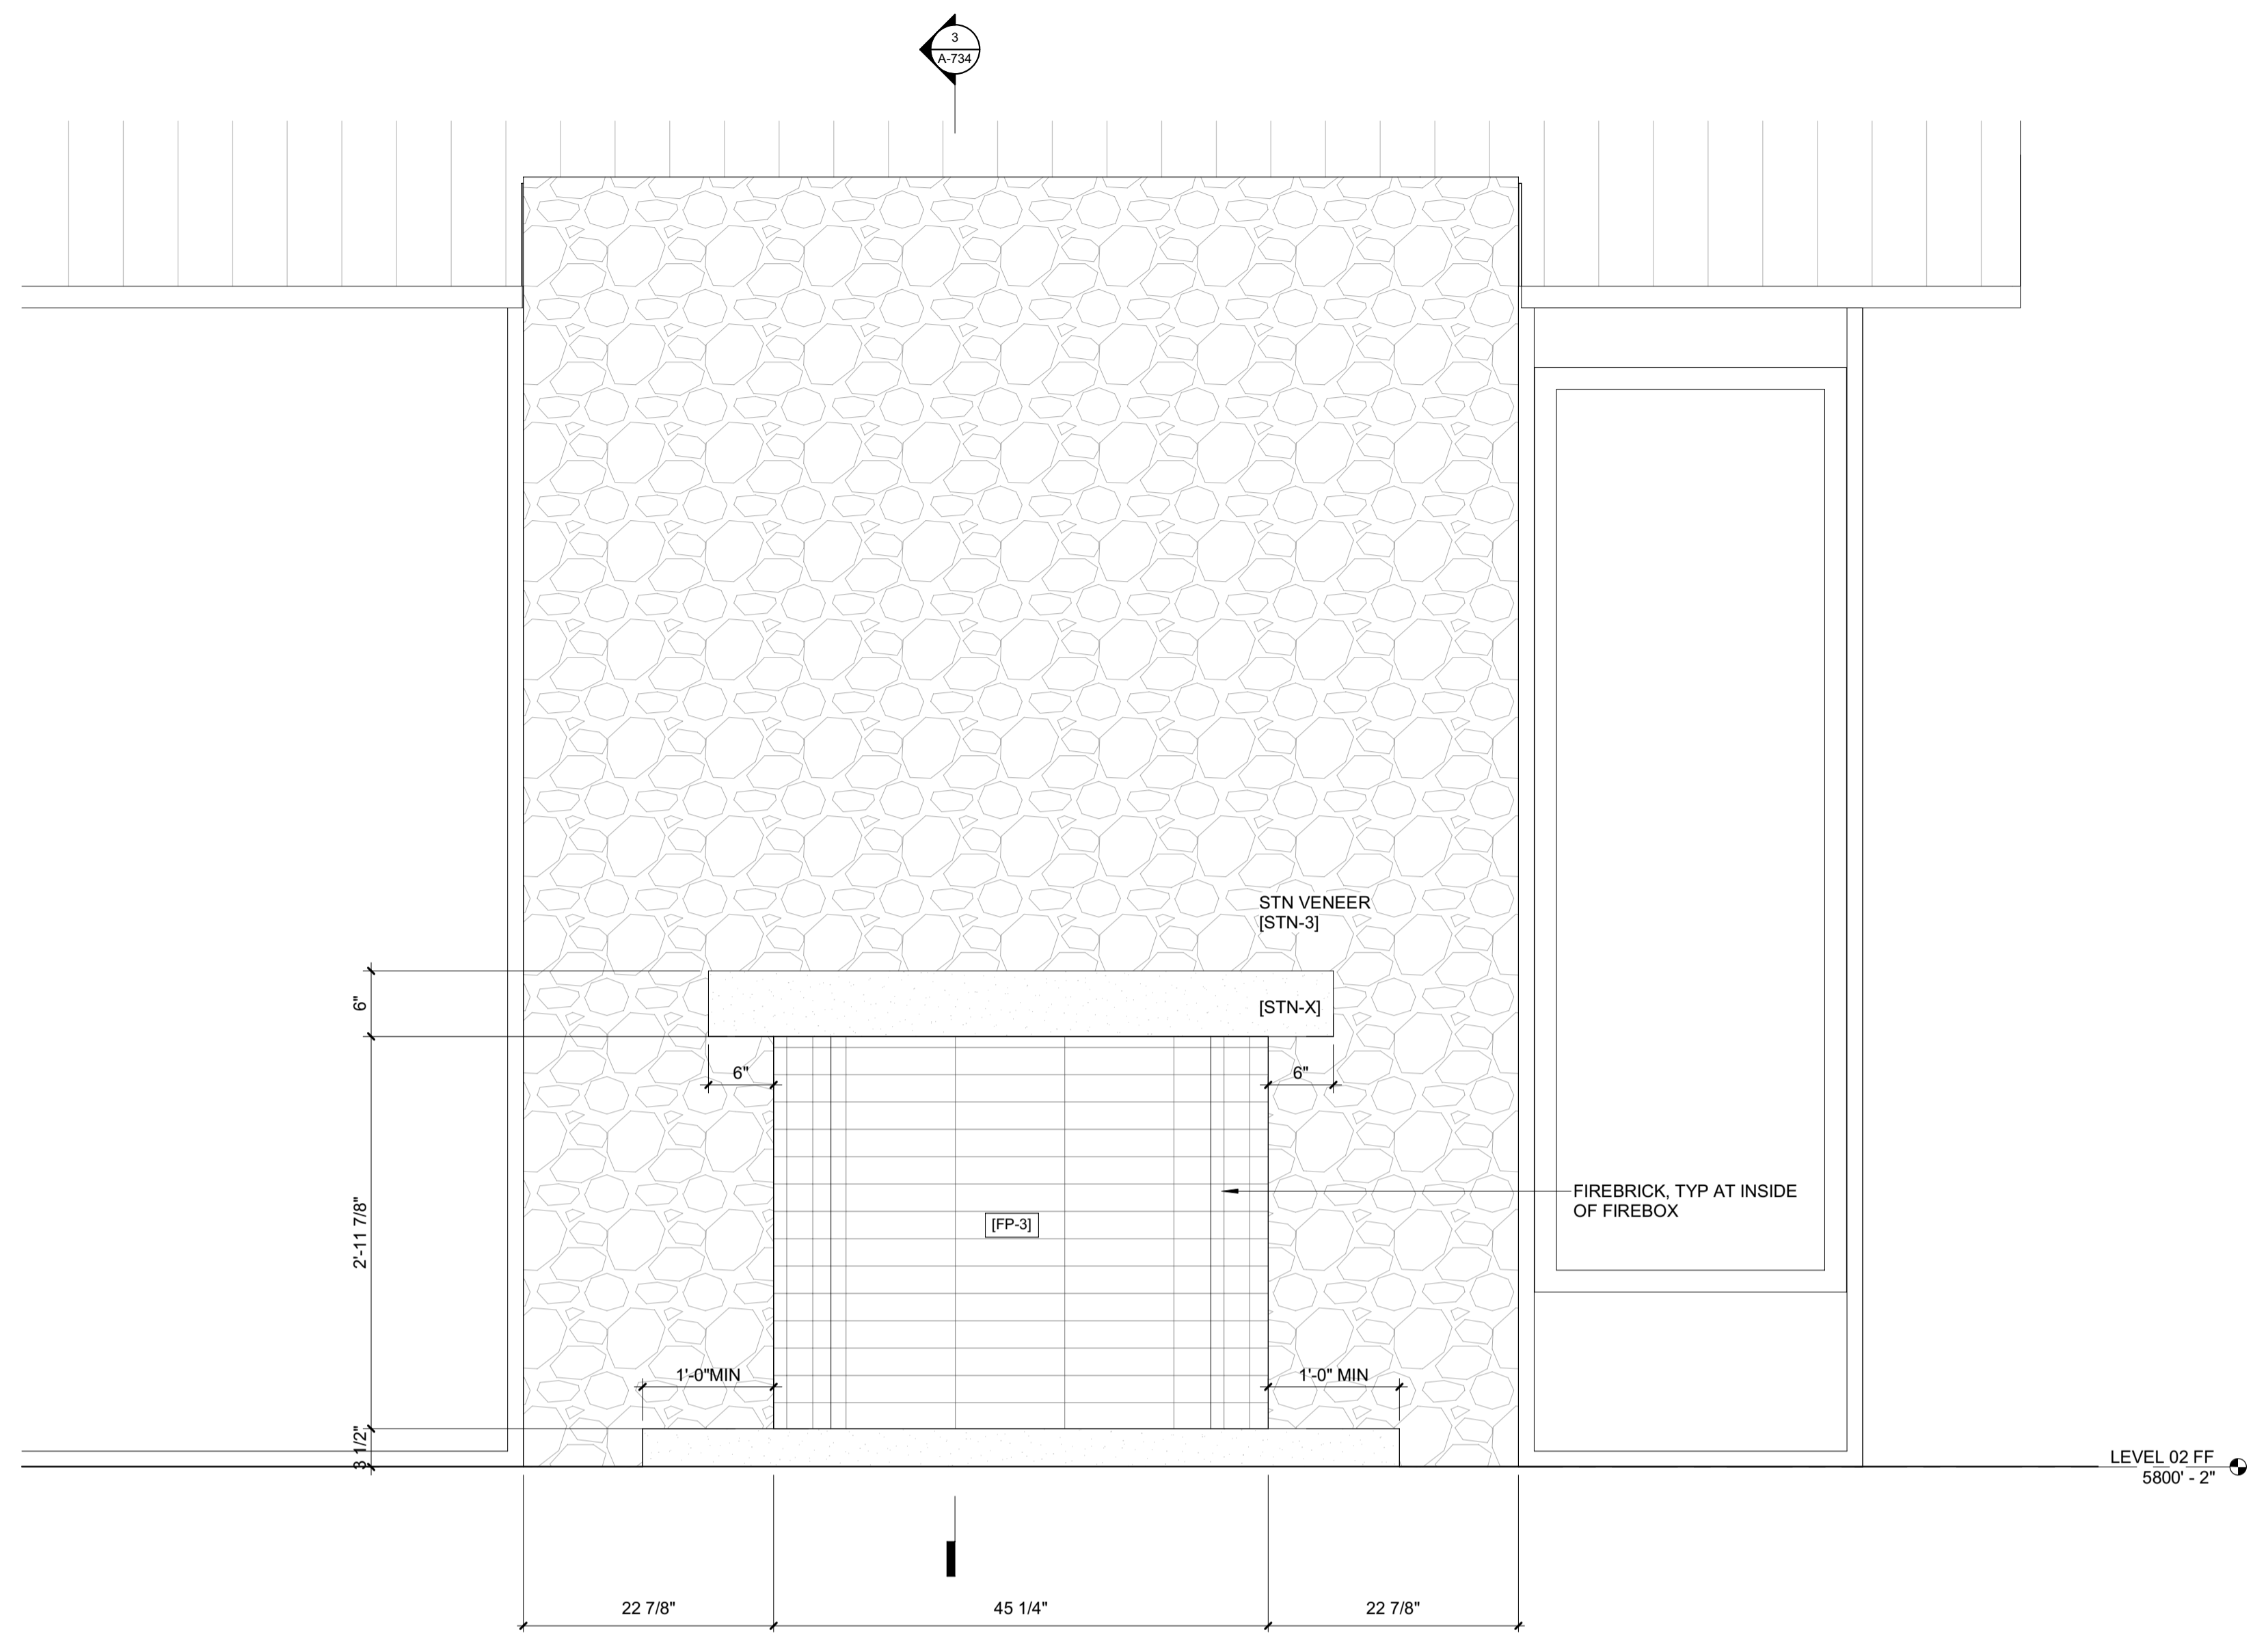 3
A-734
STN VENEER
[STN-3]
6"
[STN-X]
6"
6"
2'-11 7/8"
FIREBRICK, TYP AT INSIDE
OF FIREBOX
[FP-3]
1'-0"MIN
1'-0" MIN
3 1/2"
LEVEL 02 FF
5800' - 2"
22 7/8"
45 1/4"
22 7/8"